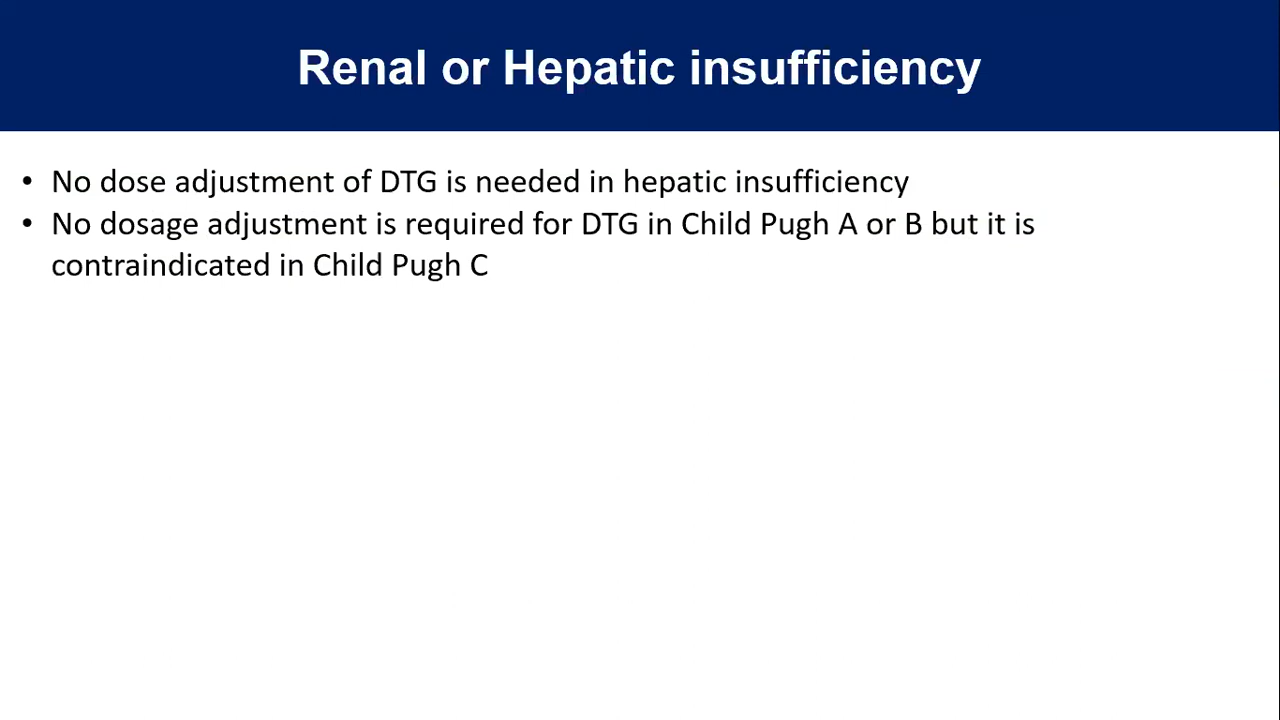 Renal or Hepatic insufficiency
• No dose adjustment of DTG is needed in hepatic insufficiency
• No dosage adjustment is required for DTG in Child Pugh A or B but it is
contraindicated in Child Pugh C